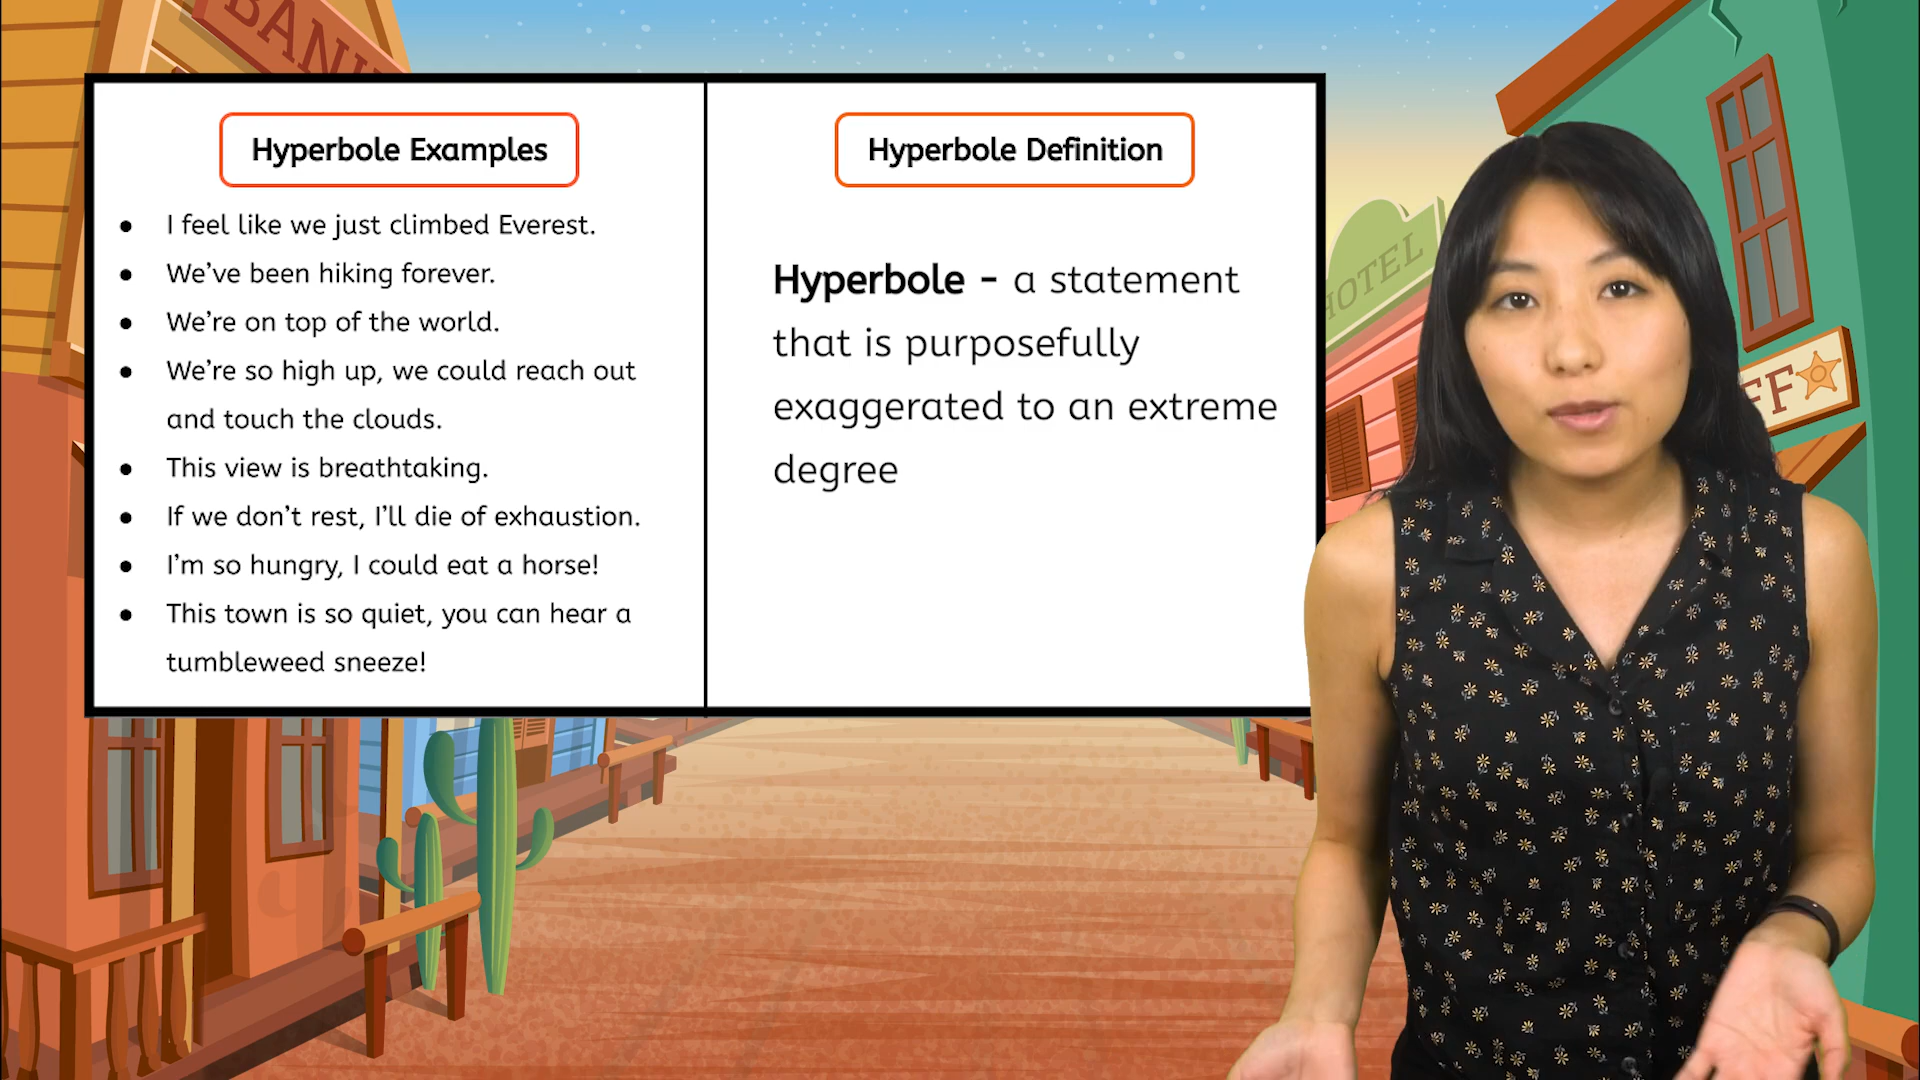 BANK
Hyperbole Examples
• I feel like we just climbed Everest.
• We’ve been hiking forever.
• We’re on top of the world.
• We’re so high up, we could reach out
and touch the clouds.
• This view is breathtaking.
• If we don’t rest, I’ll die of exhaustion.
• I’m so hungry, I could eat a horse!
• This town is so quiet, you can hear a
tumbleweed sneeze!
Hyperbole Definition
Hyperbole - a statement
that is purposefully
exaggerated to an extreme
degree
HOTEL
FF